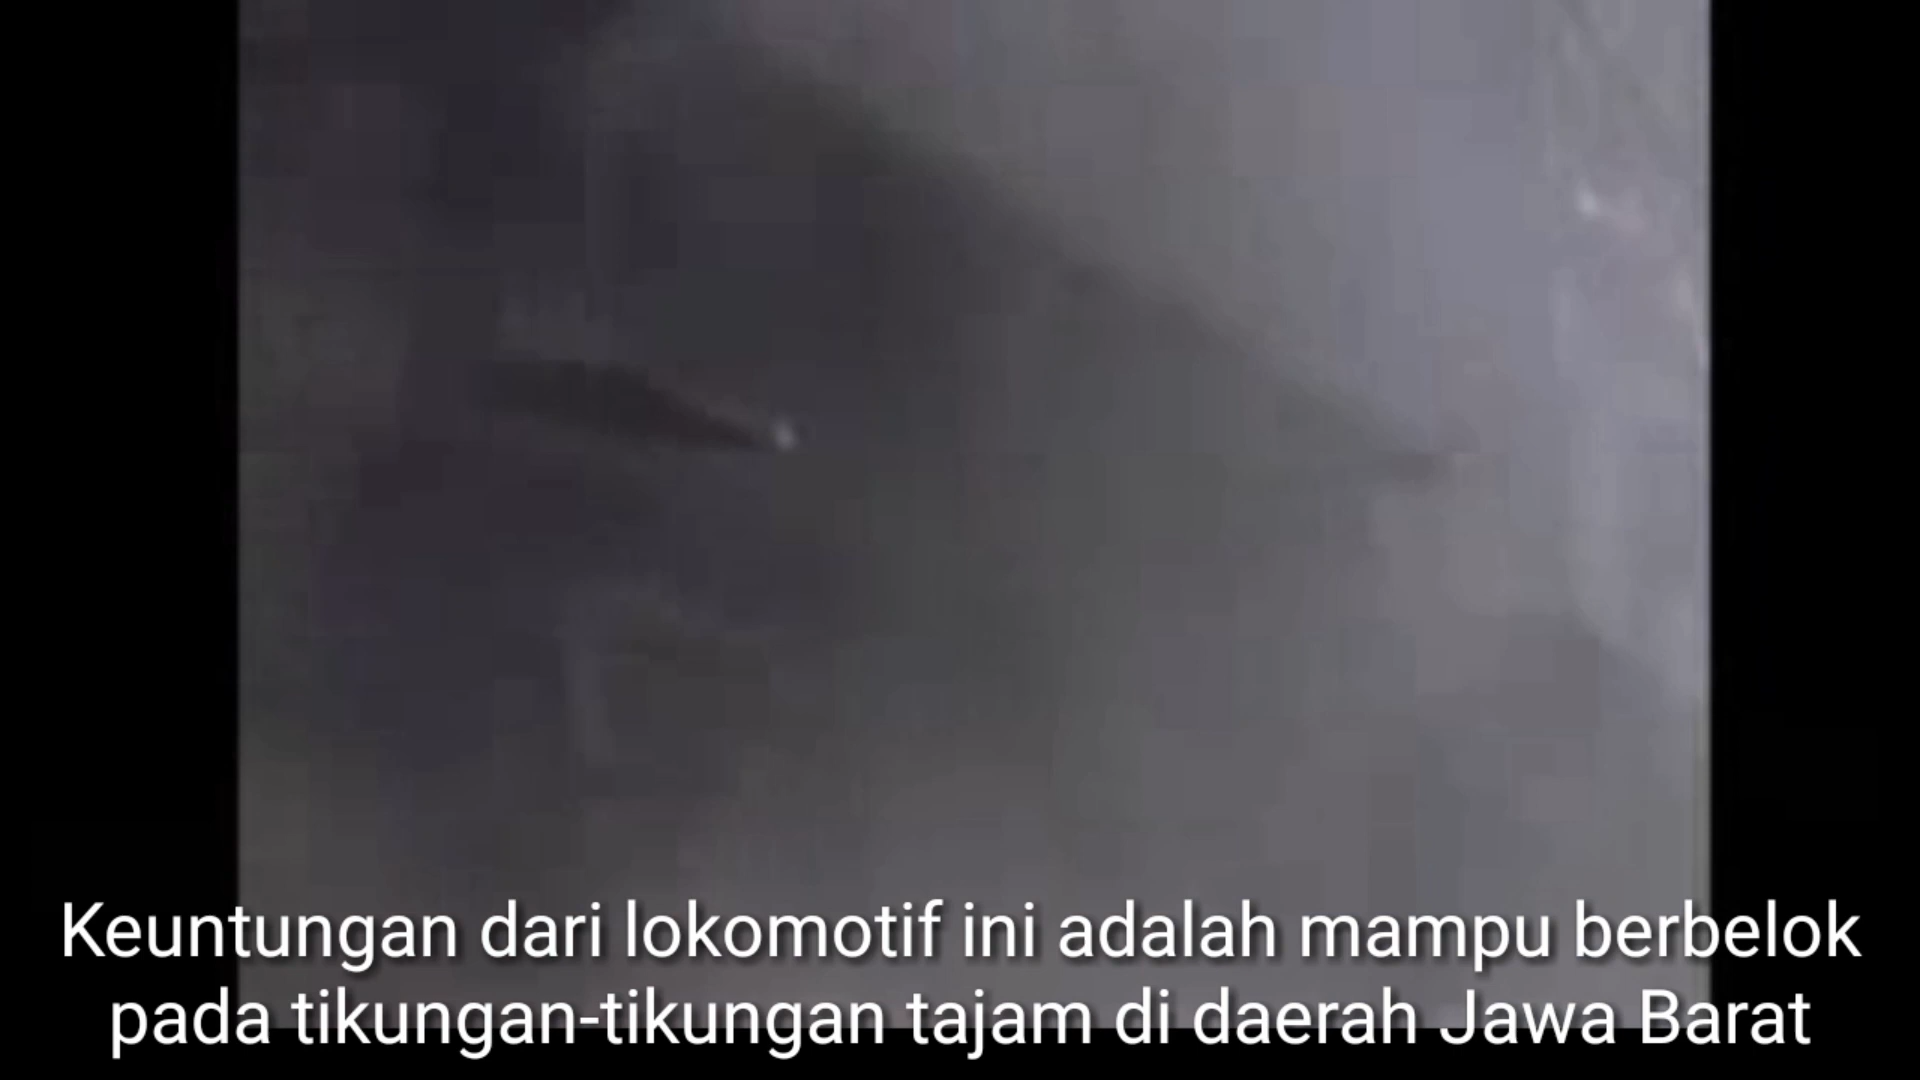 Keuntungan dari lokomotif ini adalah mampu berbelok
pada tikungan-tikungan tajam di daerah Jawa Barat